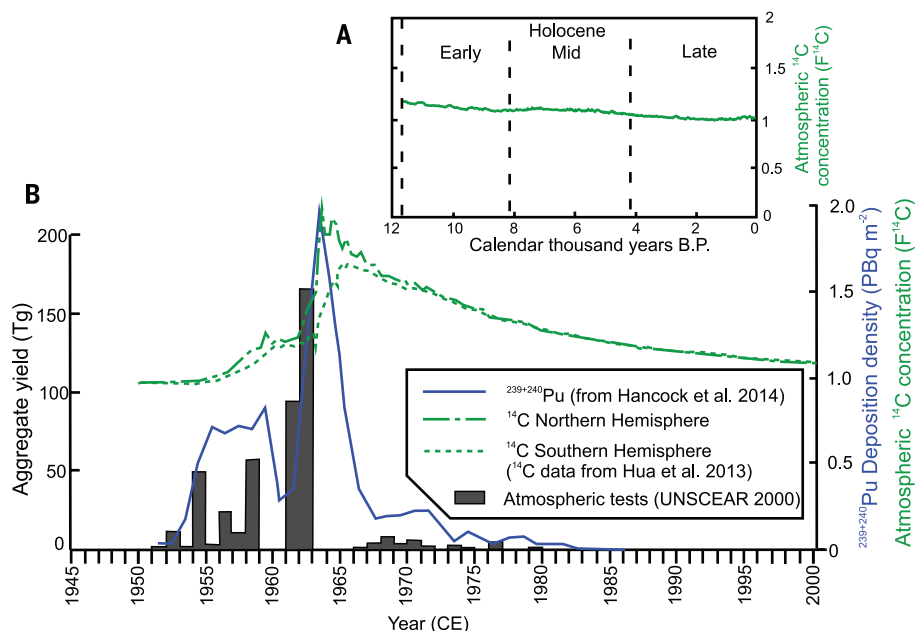 A
Holocene
Early
Mid
Late
2
1.5
1
0.5
0
Atmospheric ¹⁴C
concentration (F¹⁴C)
12
10
8
6
4
2
0
Calendar thousand years B.P.
B
200
150
100
50
0
Aggregate yield (Tg)
2.0
1.5
1.0
0.5
0
²³⁹⁺²⁴⁰Pu Deposition density (PBq m⁻²)
Atmospheric ¹⁴C concentration (F¹⁴C)
²³⁹⁺²⁴⁰Pu (from Hancock et al. 2014)
¹⁴C Northern Hemisphere
¹⁴C Southern Hemisphere
(¹⁴C data from Hua et al. 2013)
Atmospheric tests (UNSCEAR 2000)
1945
1950
1955
1960
1965
1970
1975
1980
1985
1990
1995
2000
Year (CE)